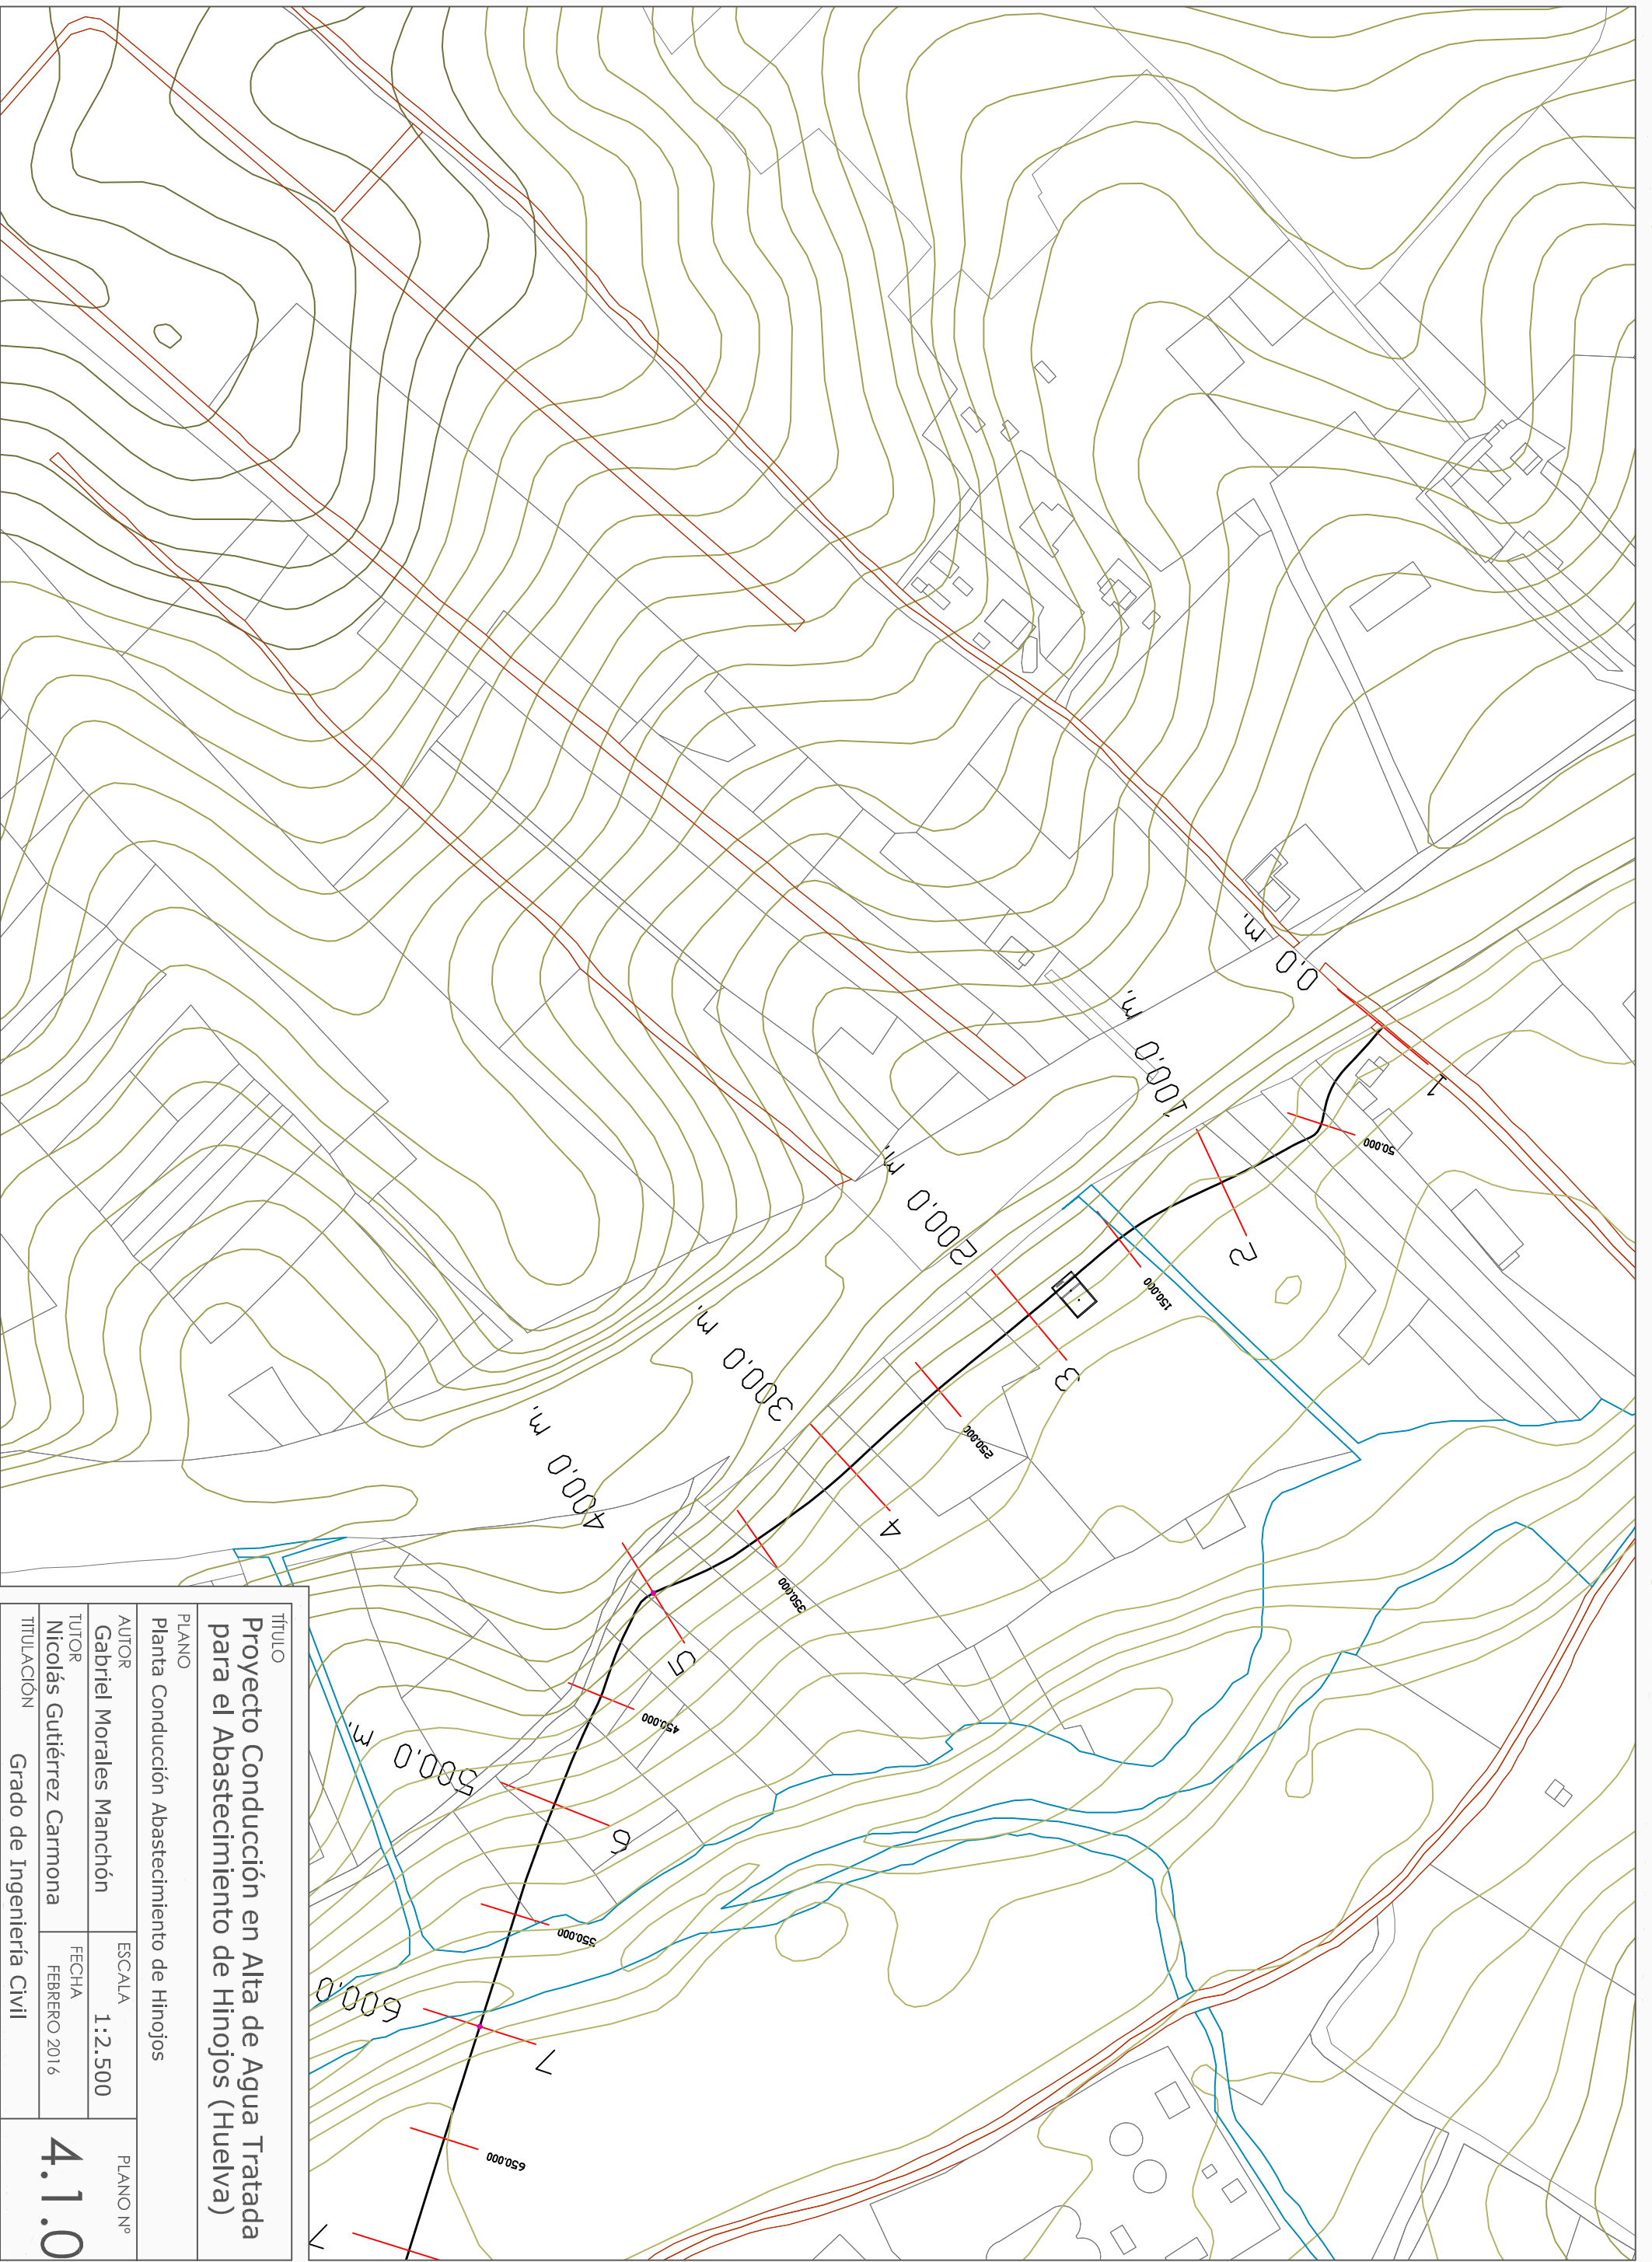 0.0 m.
1
50.000
100.0 m.
2
150.000
200.0 m.
3
250.000
300.0 m.
4
350.000
400.0 m.
5
450.000
500.0 m.
6
550.000
600.0
7
650.000
TÍTULO
Proyecto Conducción en Alta de Agua Tratada
para el Abastecimiento de Hinojos (Huelva)
PLANO
Planta Conducción Abastecimiento de Hinojos
AUTOR
Gabriel Morales Manchón
ESCALA
1:2.500
PLANO Nº
4.1.0
TUTOR
Nicolás Gutiérrez Carmona
FECHA
FEBRERO 2016
TITULACIÓN
Grado de Ingeniería Civil